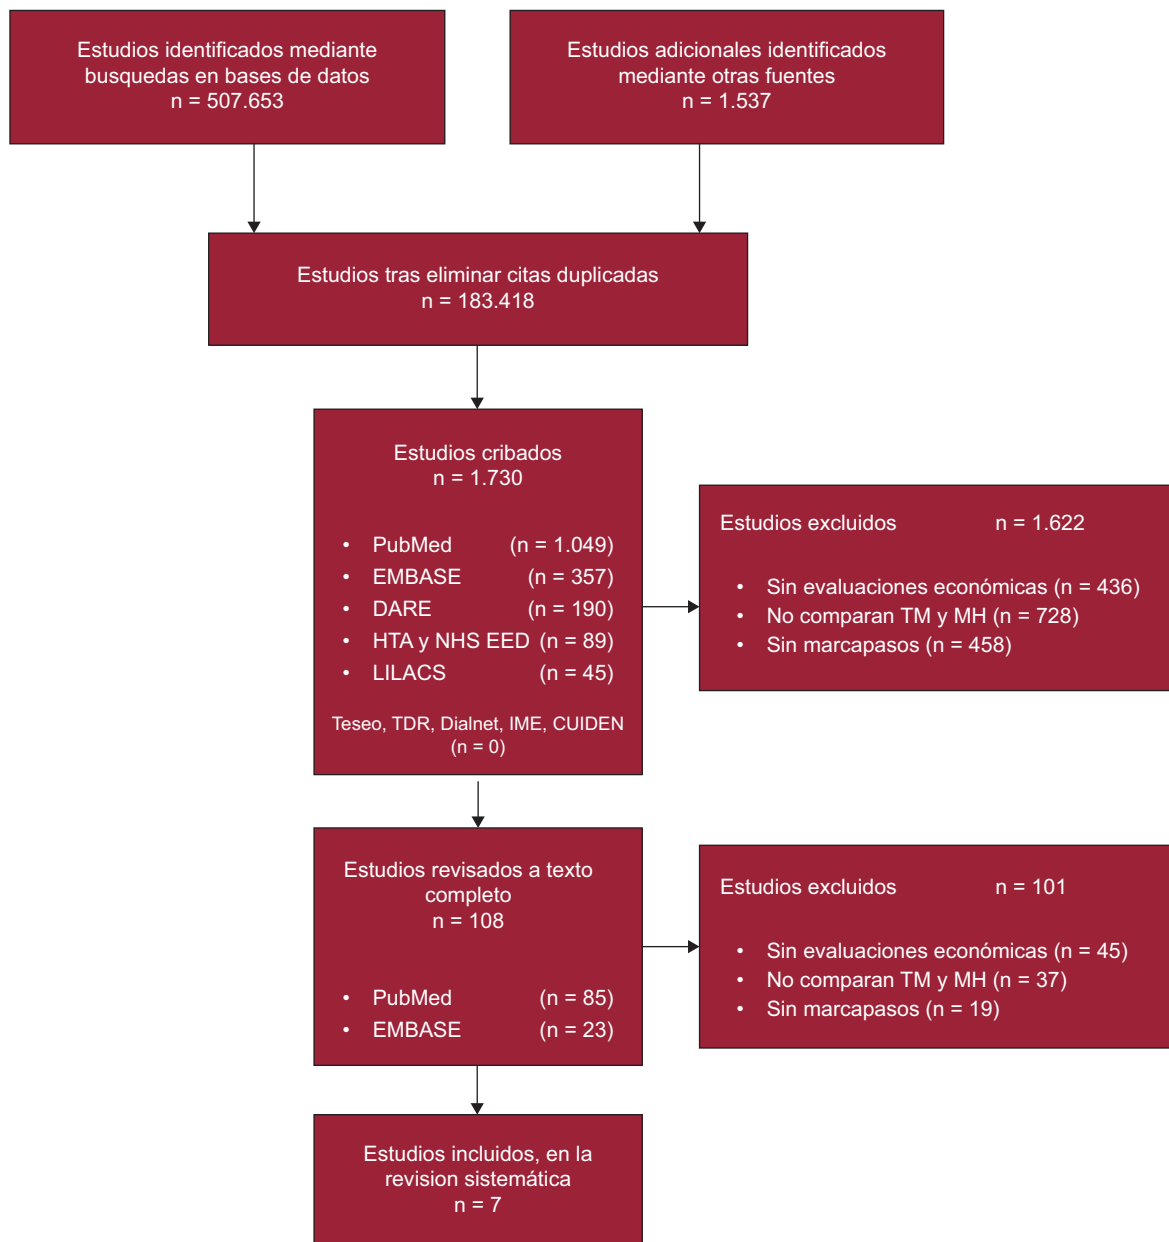 Estudios identificados mediante
busquedas en bases de datos
n = 507.653
Estudios adicionales identificados
mediante otras fuentes
n = 1.537
Estudios tras eliminar citas duplicadas
n = 183.418
Estudios cribados
n = 1.730
• PubMed (n = 1.049)
• EMBASE (n = 357)
• DARE (n = 190)
• HTA y NHS EED (n = 89)
• LILACS (n = 45)
Teseo, TDR, Dialnet, IME, CUIDEN
(n = 0)
Estudios excluidos n = 1.622
• Sin evaluaciones económicas (n = 436)
• No comparan TM y MH (n = 728)
• Sin marcapasos (n = 458)
Estudios revisados a texto
completo
n = 108
• PubMed (n = 85)
• EMBASE (n = 23)
Estudios excluidos n = 101
• Sin evaluaciones económicas (n = 45)
• No comparan TM y MH (n = 37)
• Sin marcapasos (n = 19)
Estudios incluidos, en la
revision sistemática
n = 7